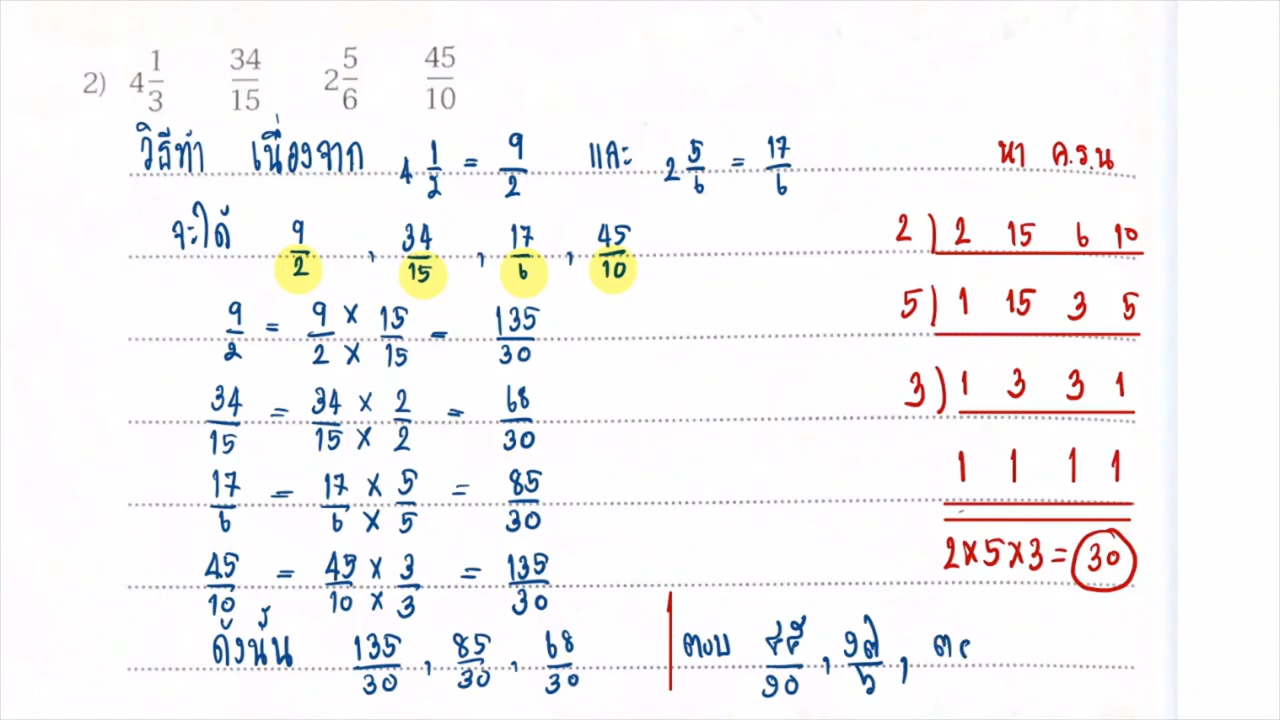 2) 4 1/3 34/15 2 5/6 45/10
วิธีทำ เนื่องจาก 4 1/2 = 9/2 และ 2 5/6 = 17/6
จะได้ 9/2 , 34/15 , 17/6 , 45/10
9/2 = 9/2 × 15/15 = 135/30
34/15 = 34/15 × 2/2 = 68/30
17/6 = 17/6 × 5/5 = 85/30
45/10 = 45/10 × 3/3 = 135/30
ดังนั้น 135/30 , 85/30 , 68/30
ตอบ ๔๕/๑๐ ,
หา ค.ร.น
2 ) 2 15 6 10
5 ) 1 15 3 5
3 ) 1 3 3 1
1 1 1 1
2×5×3 = 30